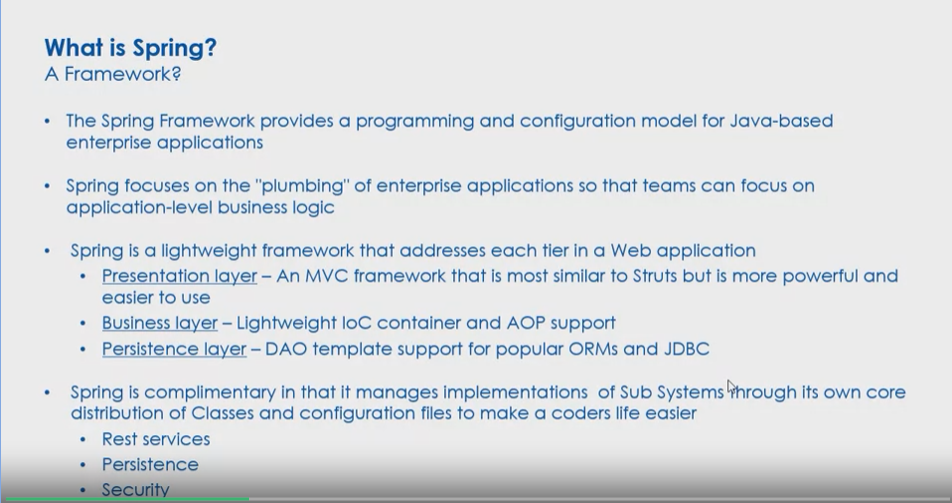 What is Spring?
A Framework?
• The Spring Framework provides a programming and configuration model for Java-based
enterprise applications
• Spring focuses on the "plumbing" of enterprise applications so that teams can focus on
application-level business logic
• Spring is a lightweight framework that addresses each tier in a Web application
• Presentation layer – An MVC framework that is most similar to Struts but is more powerful and
easier to use
• Business layer – Lightweight IoC container and AOP support
• Persistence layer – DAO template support for popular ORMs and JDBC
• Spring is complimentary in that it manages implementations of Sub Systems through its own core
distribution of Classes and configuration files to make a coders life easier
• Rest services
• Persistence
• Security